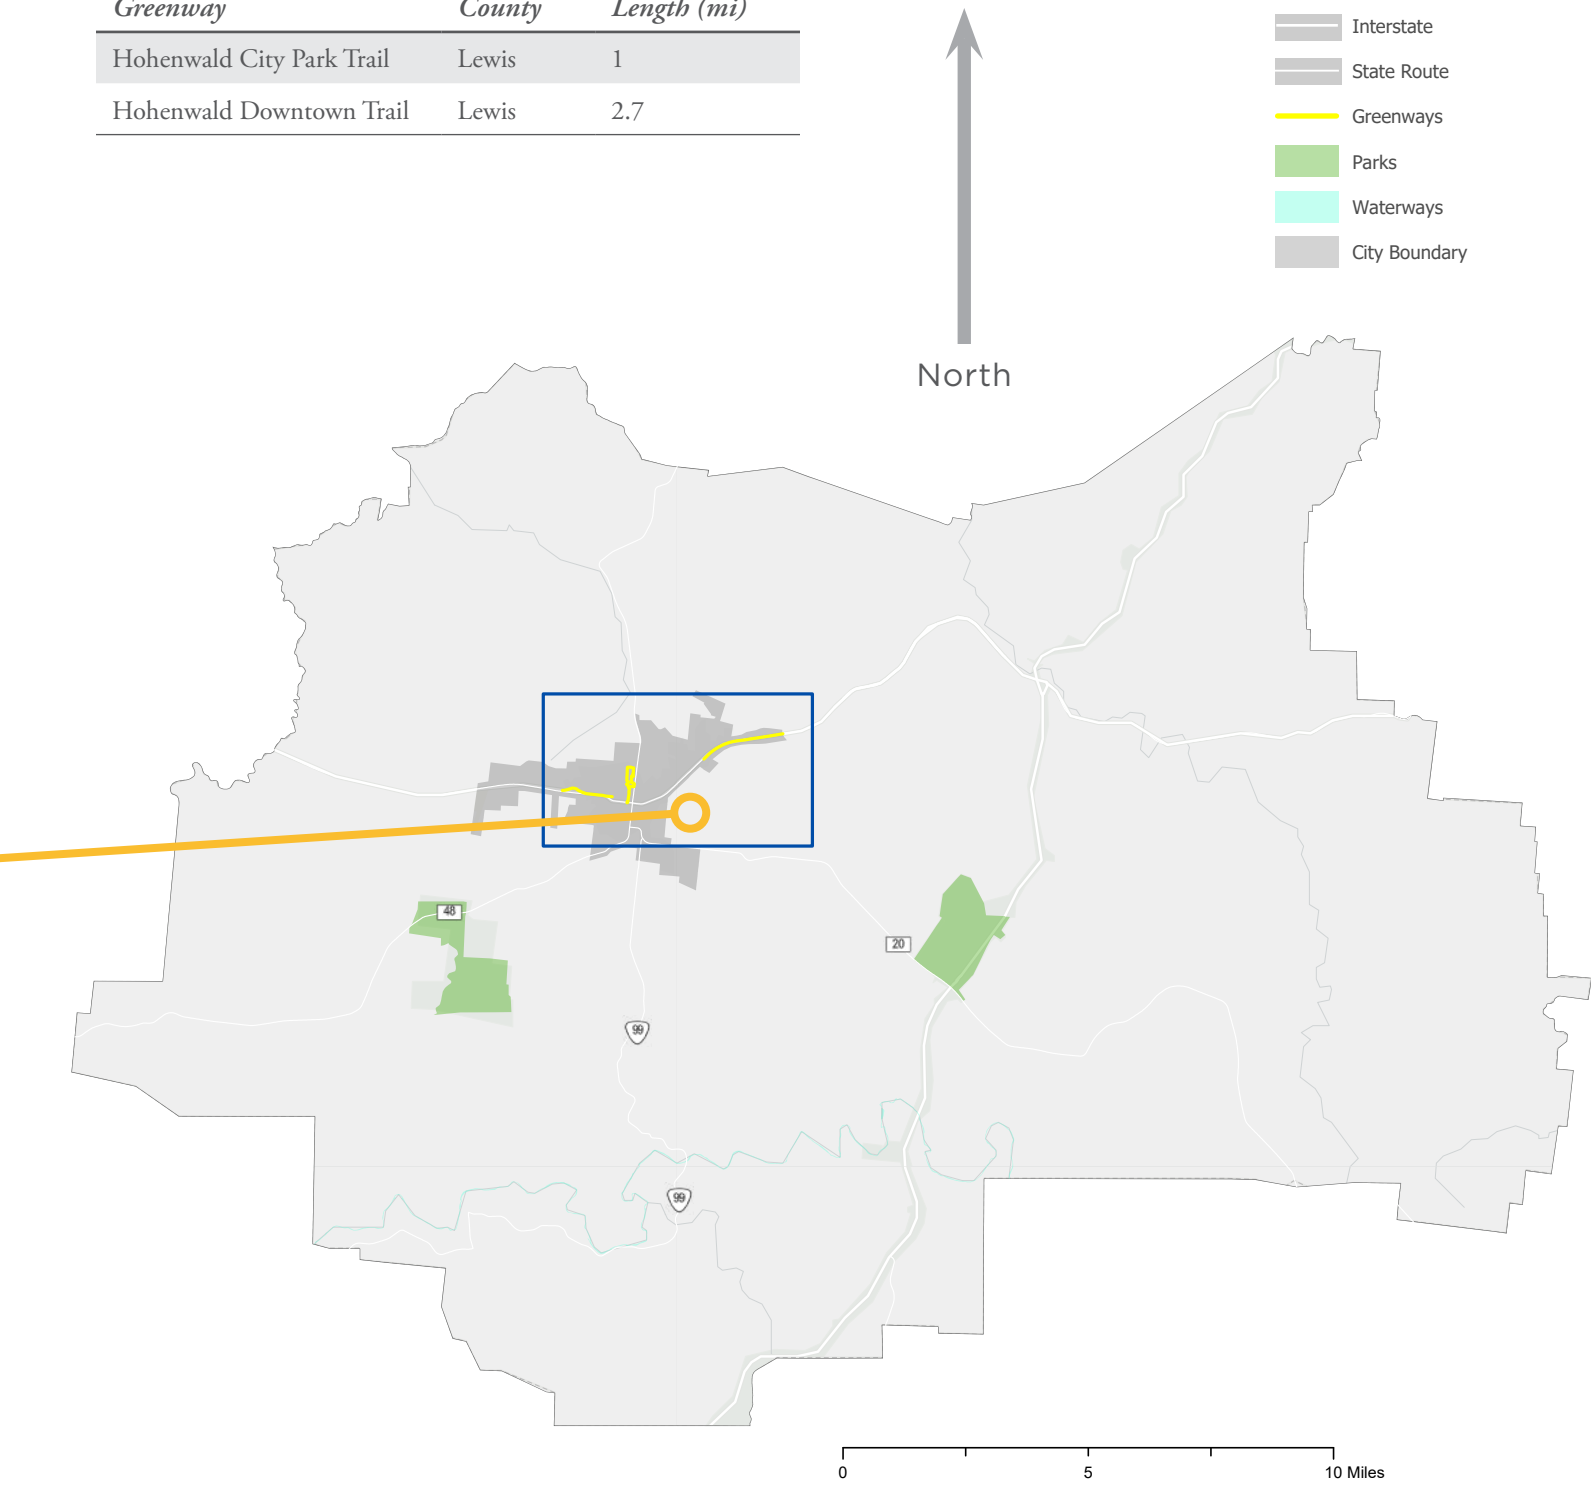 Greenway County Length (mi)
Hohenwald City Park Trail Lewis 1
Hohenwald Downtown Trail Lewis 2.7
North
Interstate
State Route
Greenways
Parks
Waterways
City Boundary
48
20
99
99
0 5 10 Miles